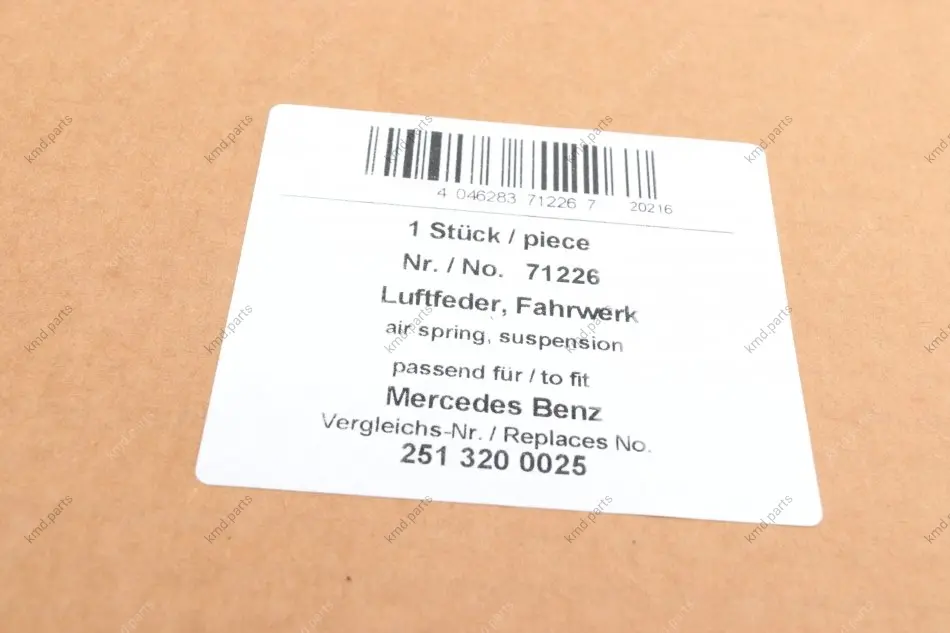 4 046283 71226 7 20216
1 Stück / piece
Nr. / No. 71226
Luftfeder, Fahrwerk
air spring, suspension
passend für / to fit
Mercedes Benz
Vergleichs-Nr. / Replaces No.
251 320 0025
kmd.parts